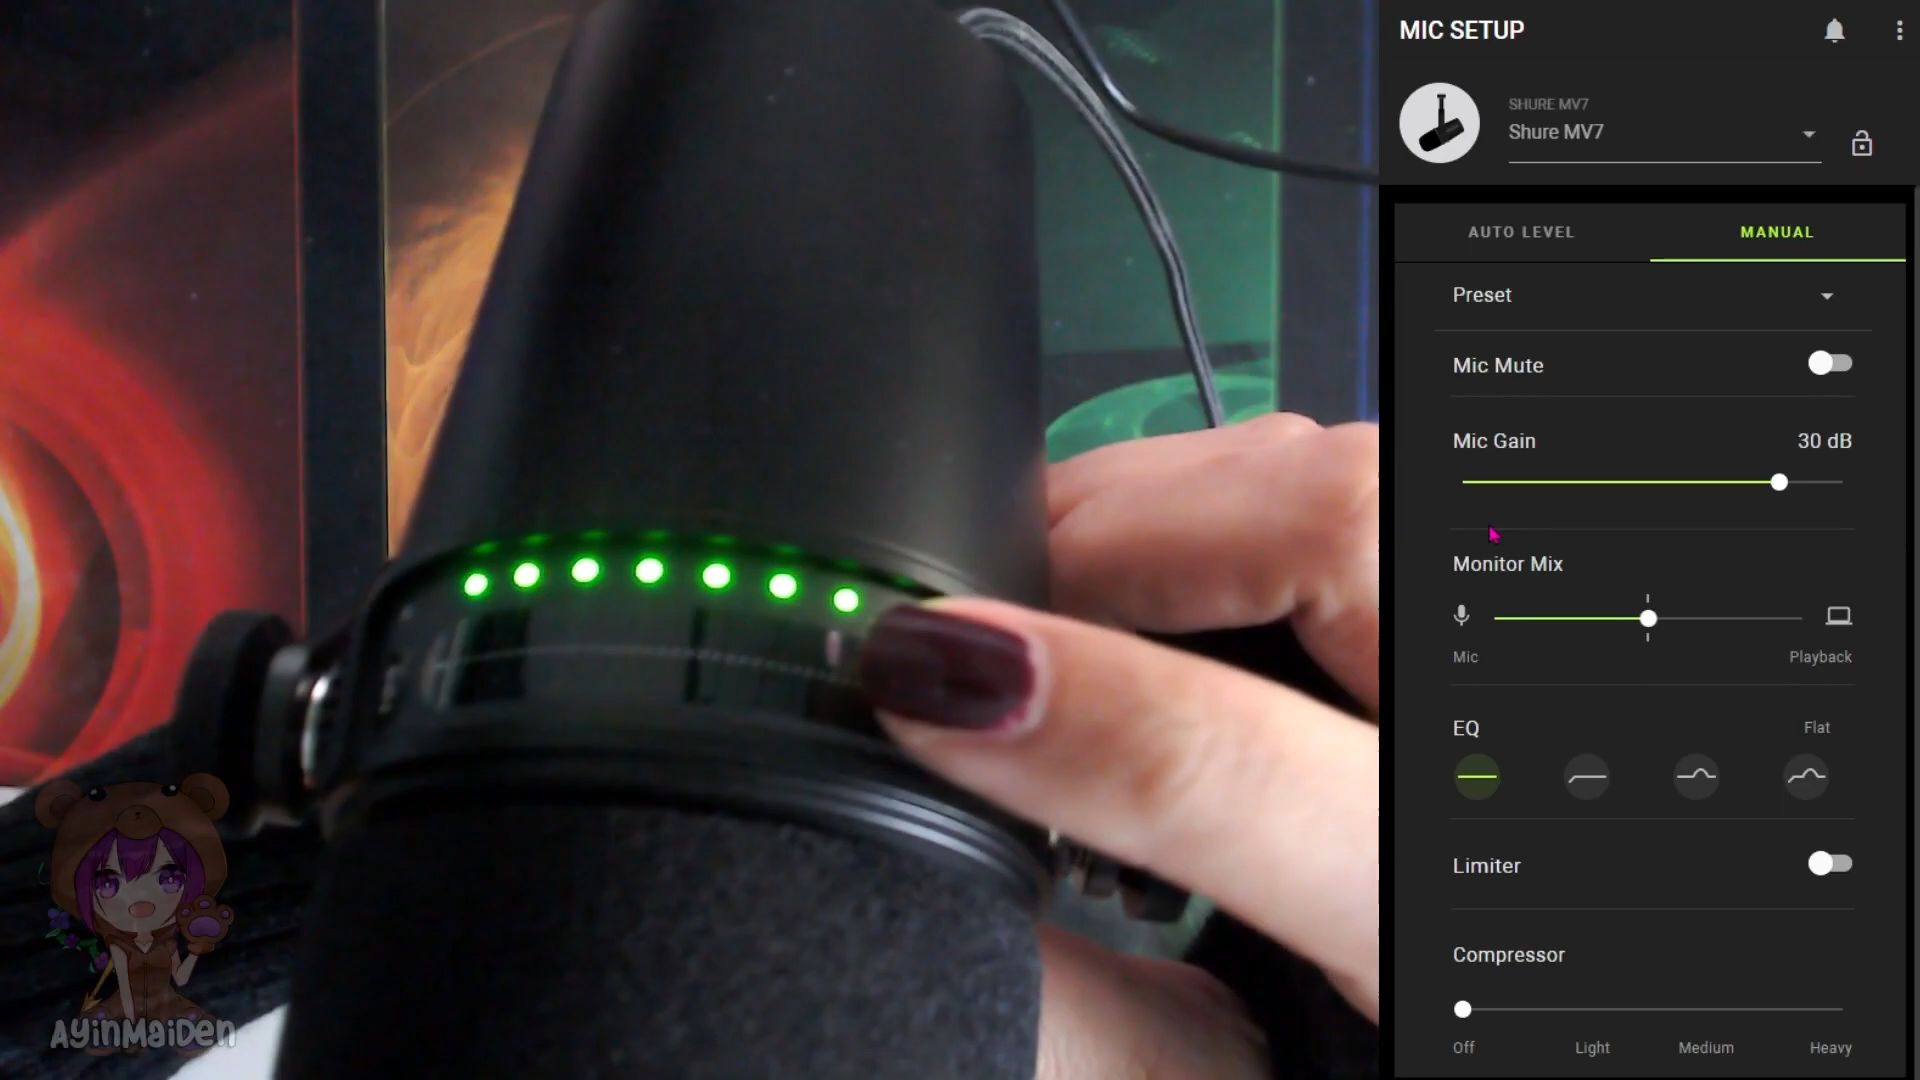 MIC SETUP
SHURE MV7
Shure MV7
AUTO LEVEL
MANUAL
Preset
Mic Mute
Mic Gain 30 dB
Monitor Mix
Mic Playback
EQ Flat
Limiter
Compressor
Off Light Medium Heavy
AyinMaiDen